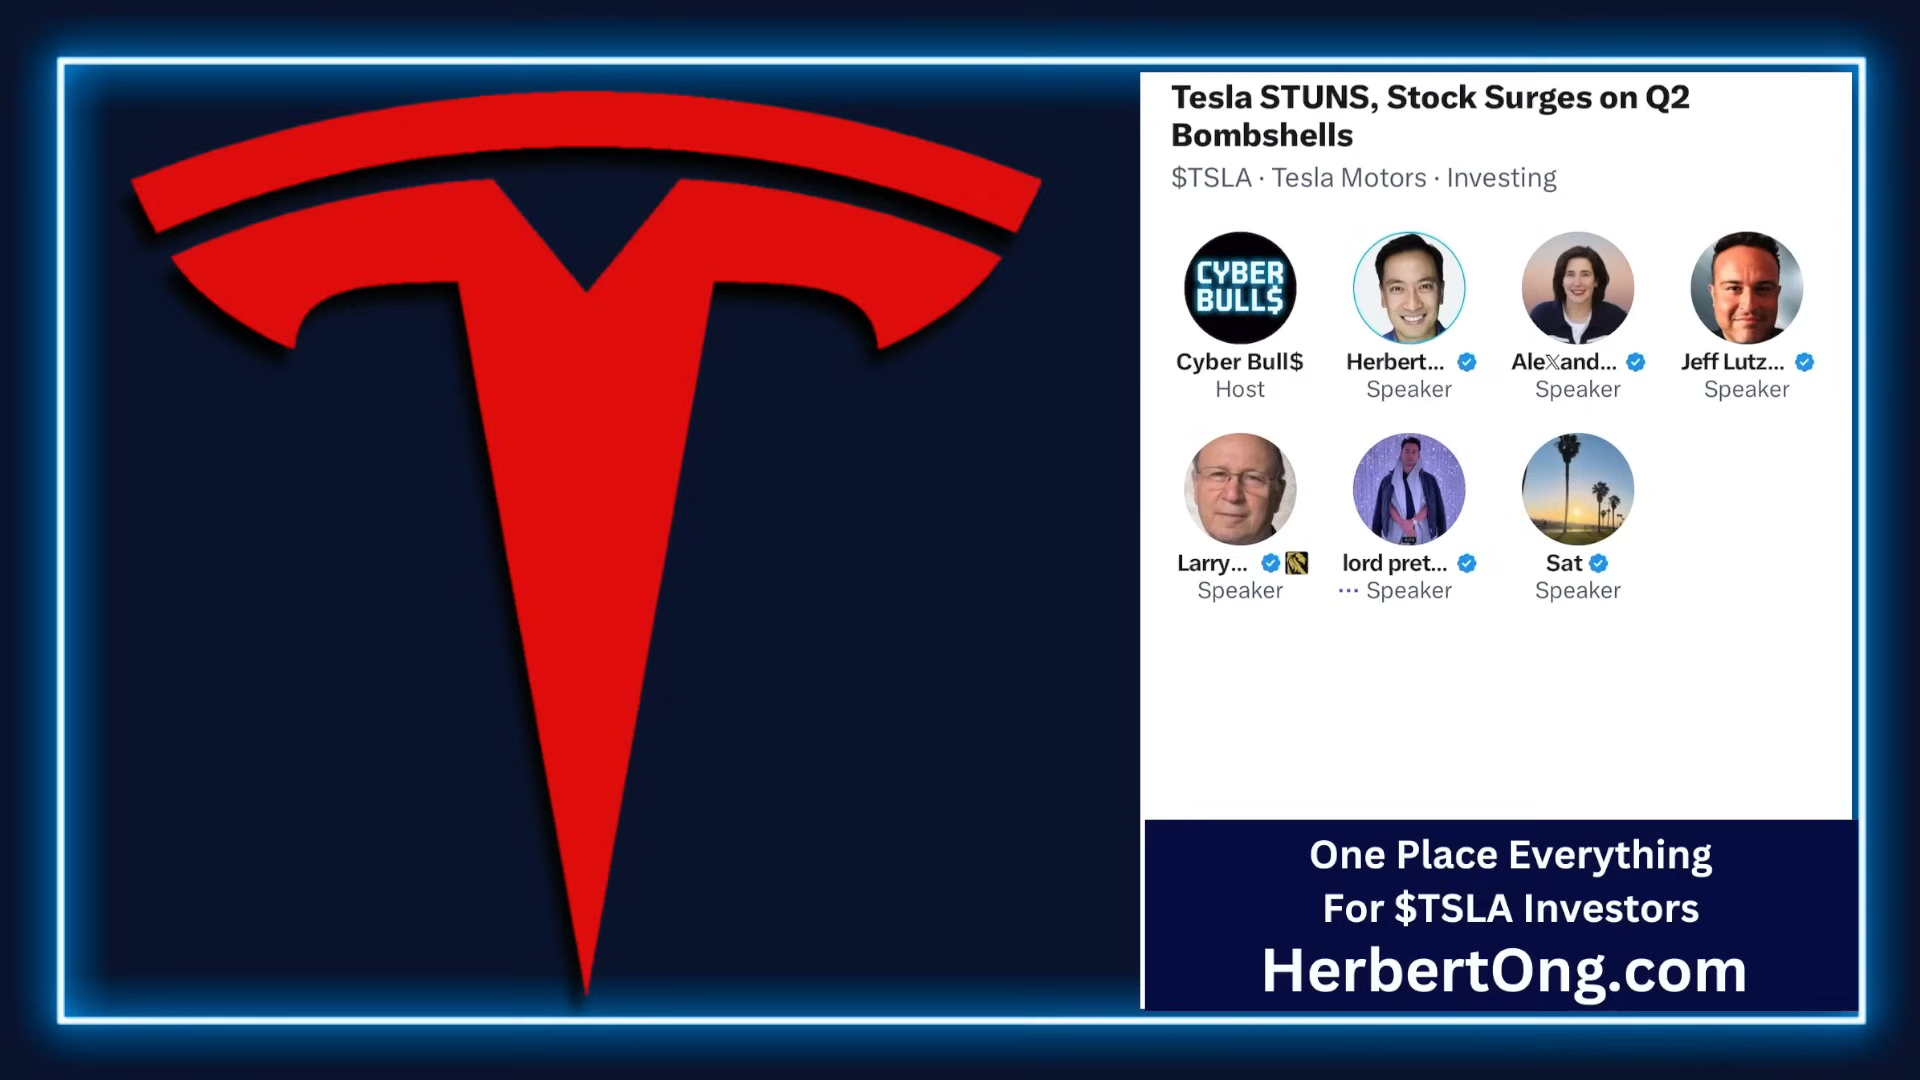 Tesla STUNS, Stock Surges on Q2
Bombshells
$TSLA · Tesla Motors · Investing
CYBER
BULL$
Cyber Bull$
Host
Herbert...
Speaker
Ale𝕏and...
Speaker
Jeff Lutz...
Speaker
Larry...
Speaker
lord pret...
··· Speaker
Sat
Speaker
One Place Everything
For $TSLA Investors
HerbertOng.com